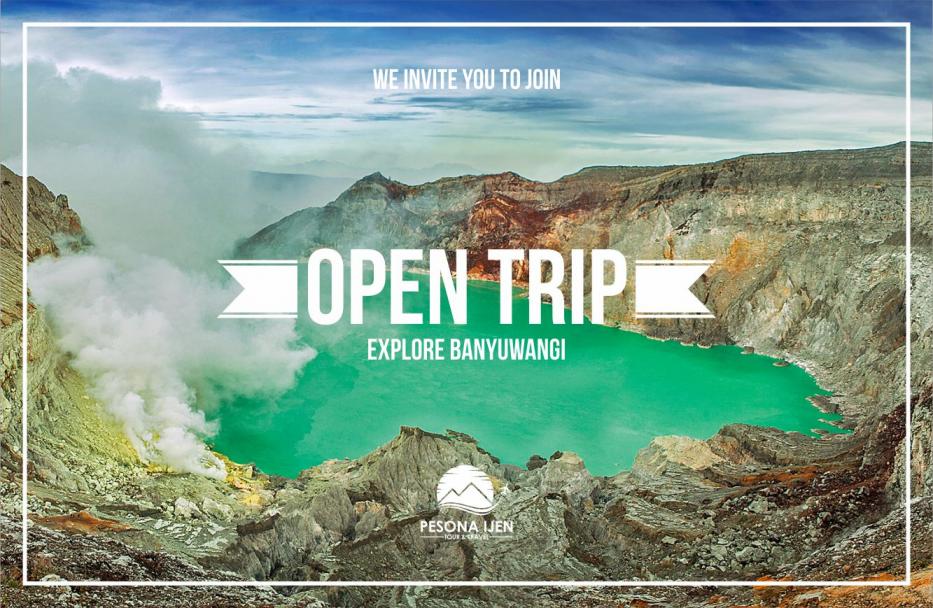 WE INVITE YOU TO JOIN
OPEN TRIP
EXPLORE BANYUWANGI
PESONA IJEN
TOUR & TRAVEL